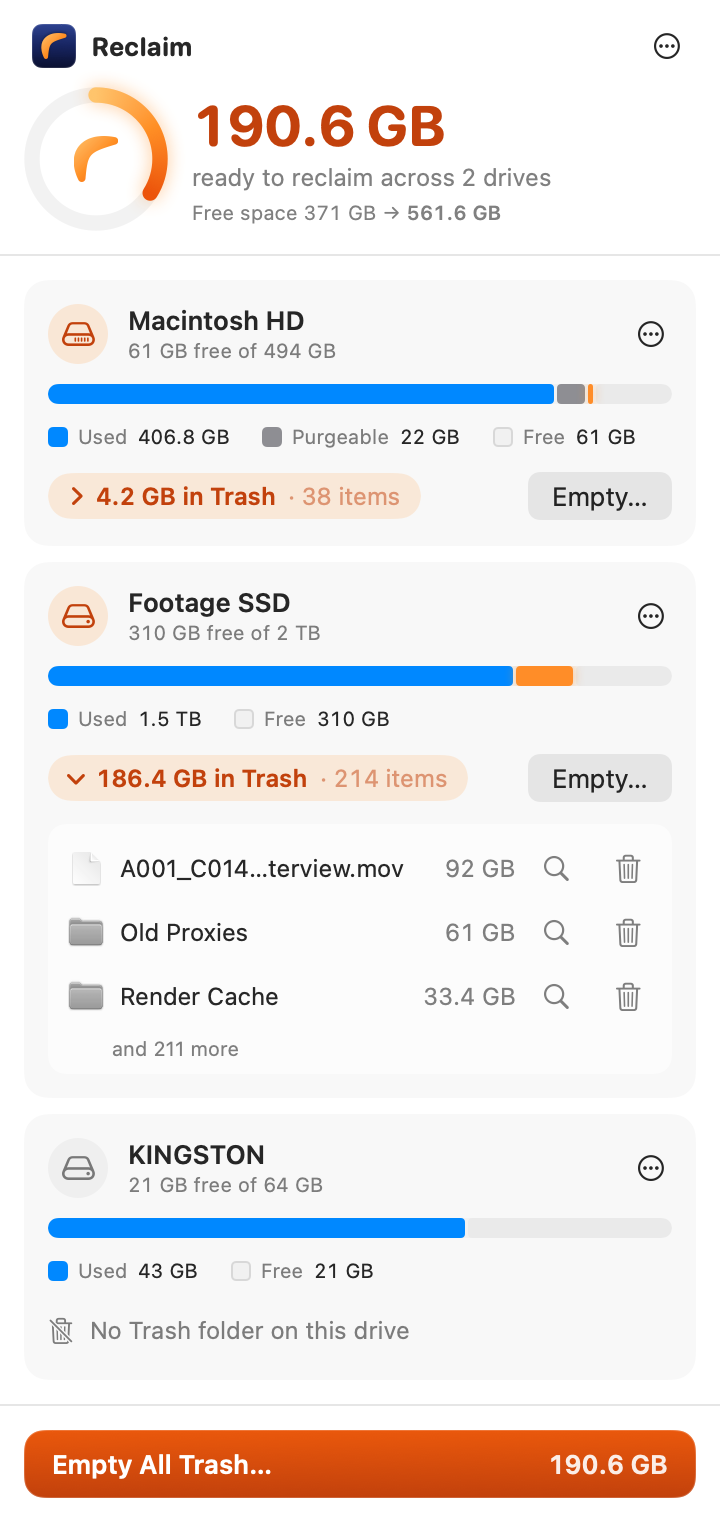 Reclaim
190.6 GB
ready to reclaim across 2 drives
Free space 371 GB → 561.6 GB
Macintosh HD
61 GB free of 494 GB
Used 406.8 GB Purgeable 22 GB Free 61 GB
4.2 GB in Trash · 38 items Empty...
Footage SSD
310 GB free of 2 TB
Used 1.5 TB Free 310 GB
186.4 GB in Trash · 214 items Empty...
A001_C014...terview.mov 92 GB
Old Proxies 61 GB
Render Cache 33.4 GB
and 211 more
KINGSTON
21 GB free of 64 GB
Used 43 GB Free 21 GB
No Trash folder on this drive
Empty All Trash... 190.6 GB